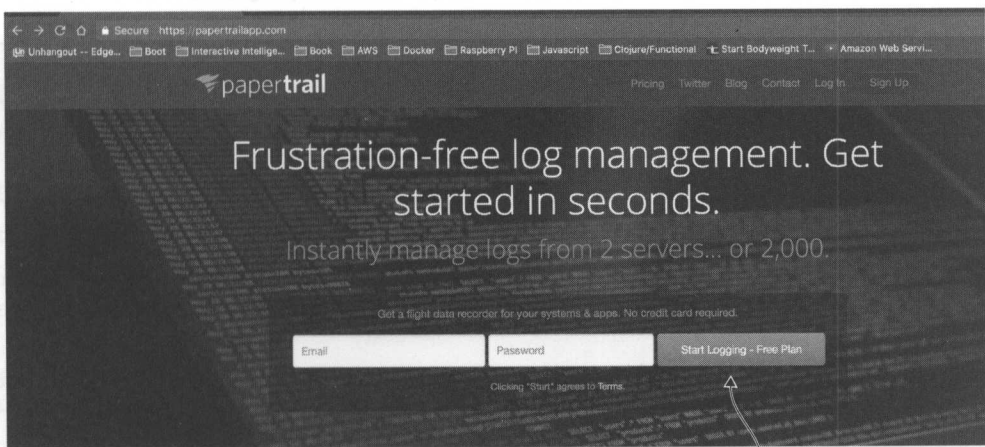 Secure https://papertrailapp.com
Unhangout -- Edge... Boot Interactive Intellige... Book AWS Docker Raspberry PI Javascript Clojure/Functional Start Bodyweight T... Amazon Web Servi...
papertrail
Pricing Twitter Blog Contact Log In Sign Up
Frustration-free log management. Get
started in seconds.
Instantly manage logs from 2 servers... or 2,000.
Get a flight data recorder for your systems & apps. No credit card required.
Email Password Start Logging - Free Plan
Clicking "Start" agrees to Terms.